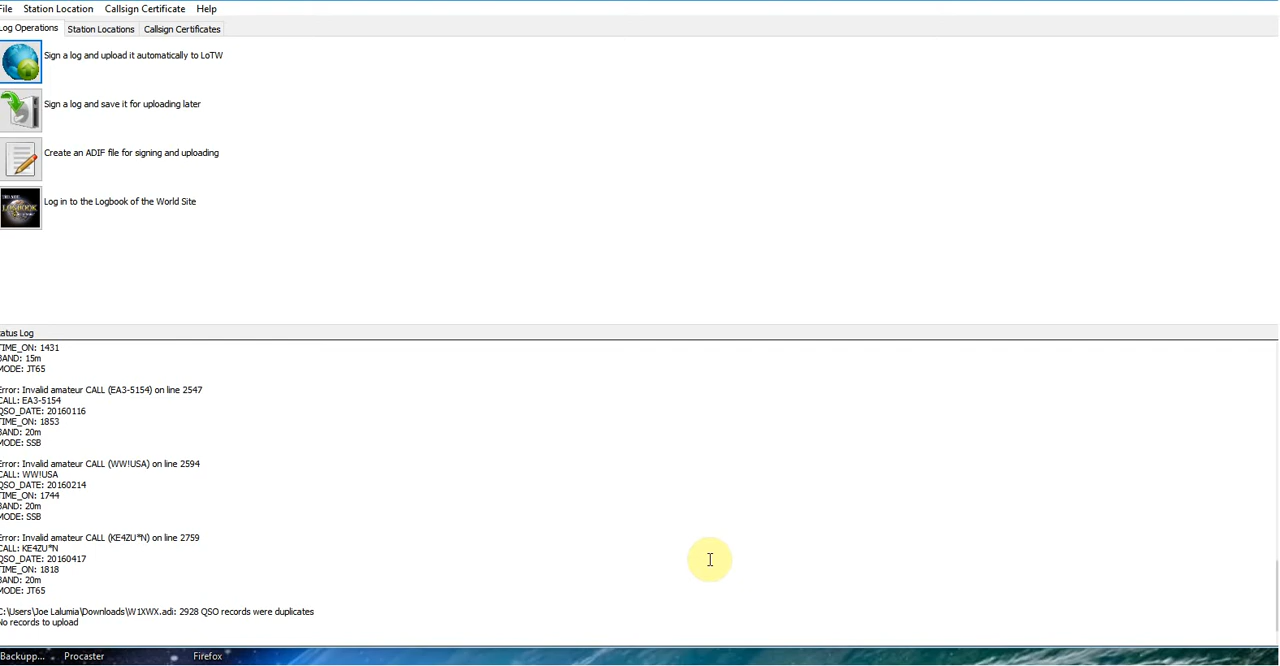 File Station Location Callsign Certificate Help
Log Operations Station Locations Callsign Certificates
Sign a log and upload it automatically to LoTW
Sign a log and save it for uploading later
Create an ADIF file for signing and uploading
LOGBOOK
Log in to the Logbook of the World Site
atus Log
TIME_ON: 1431
BAND: 15m
MODE: JT65
Error: Invalid amateur CALL (EA3-5154) on line 2547
CALL: EA3-5154
QSO_DATE: 20160116
TIME_ON: 1853
BAND: 20m
MODE: SSB
Error: Invalid amateur CALL (WW!USA) on line 2594
CALL: WW!USA
QSO_DATE: 20160214
TIME_ON: 1744
BAND: 20m
MODE: SSB
Error: Invalid amateur CALL (KE4ZU*N) on line 2759
CALL: KE4ZU*N
QSO_DATE: 20160417
TIME_ON: 1818
BAND: 20m
MODE: JT65
C:\Users\Joe Lalumia\Downloads\W1XWX.adi: 2928 QSO records were duplicates
No records to upload
Backupp... Procaster Firefox